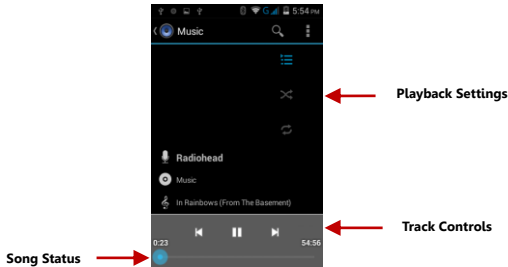 G 5:54 PM
Music
Playback Settings
Radiohead
Music
In Rainbows (From The Basement)
Track Controls
0:23 54:56
Song Status